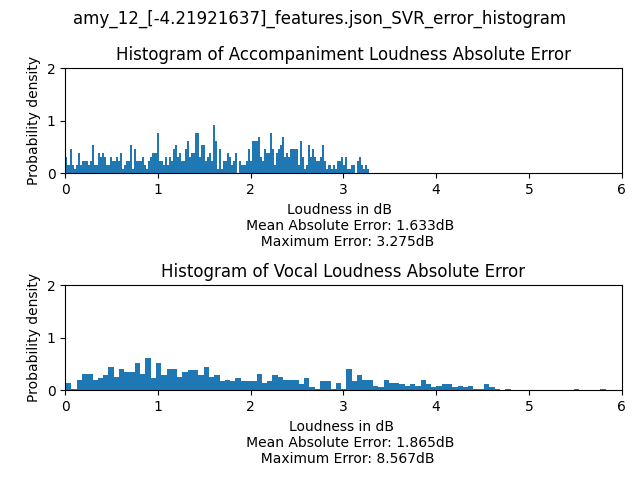 amy_12_[-4.21921637]_features.json_SVR_error_histogram
Histogram of Accompaniment Loudness Absolute Error
Probability density
2
1
0
0 1 2 3 4 5 6
Loudness in dB
Mean Absolute Error: 1.633dB
Maximum Error: 3.275dB
Histogram of Vocal Loudness Absolute Error
Probability density
2
1
0
0 1 2 3 4 5 6
Loudness in dB
Mean Absolute Error: 1.865dB
Maximum Error: 8.567dB